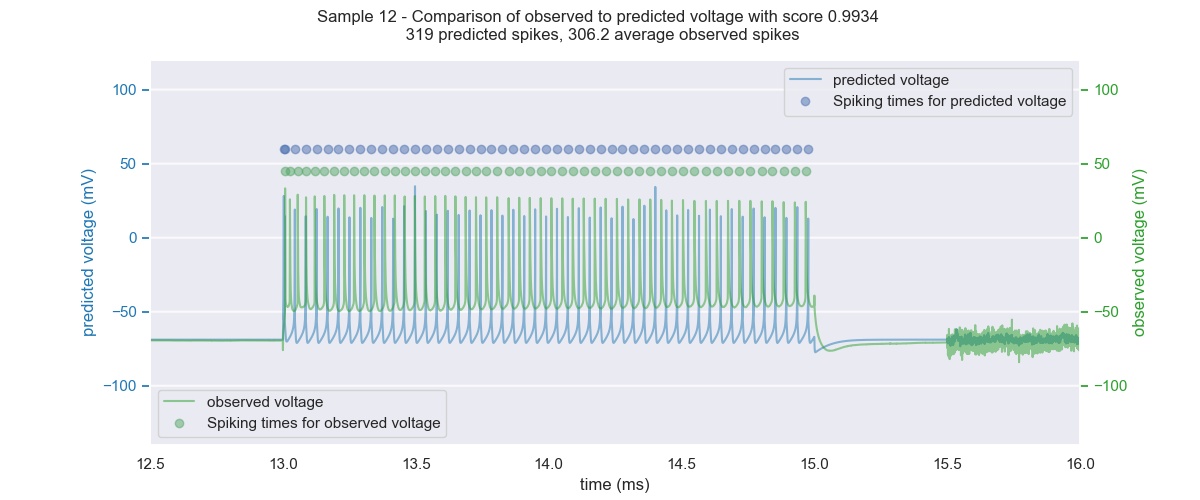 Sample 12 - Comparison of observed to predicted voltage with score 0.9934
319 predicted spikes, 306.2 average observed spikes
predicted voltage
Spiking times for predicted voltage
observed voltage
Spiking times for observed voltage
predicted voltage (mV)
100
50
0
−50
−100
observed voltage (mV)
100
50
0
−50
−100
12.5 13.0 13.5 14.0 14.5 15.0 15.5 16.0
time (ms)